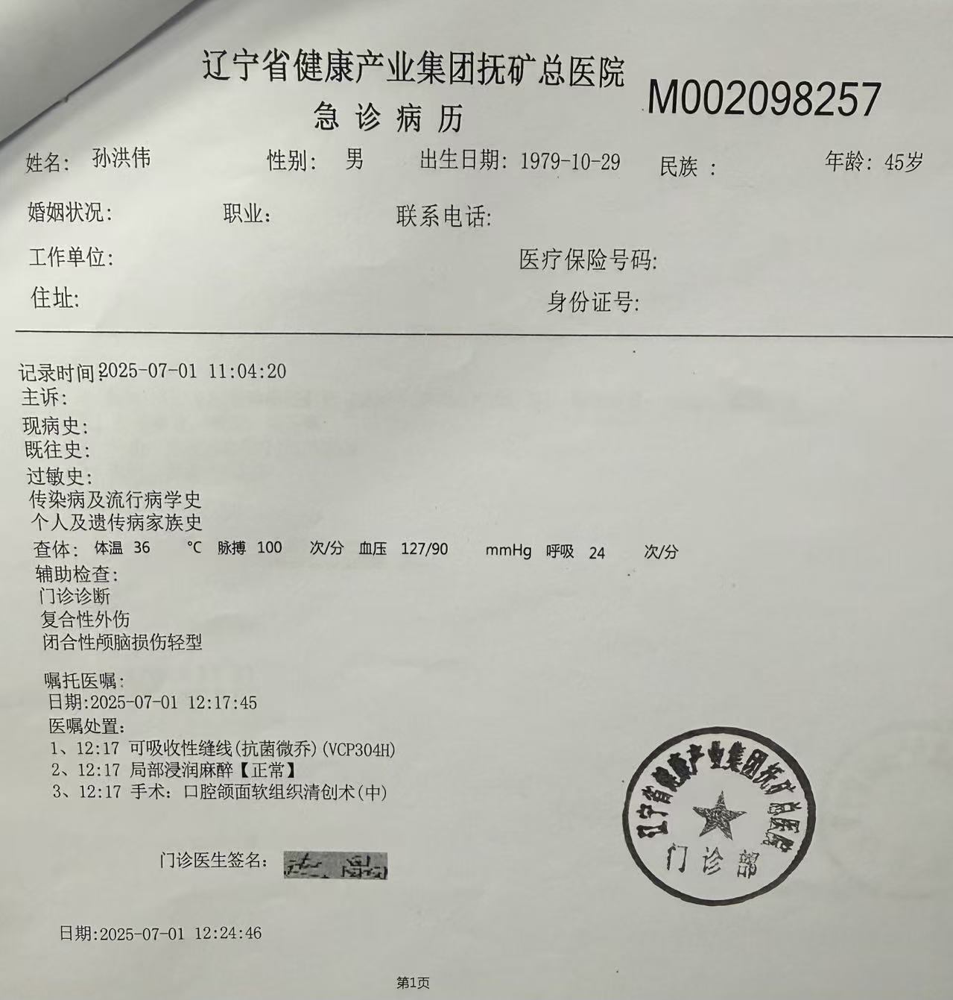 辽宁省健康产业集团抚矿总医院
急诊病历
M002098257
姓名: 孙洪伟 性别: 男 出生日期: 1979-10-29 民族 : 年龄: 45岁
婚姻状况: 职业: 联系电话:
工作单位: 医疗保险号码:
住址: 身份证号:
记录时间:2025-07-01 11:04:20
主诉:
现病史:
既往史:
过敏史:
传染病及流行病学史
个人及遗传病家族史
查体: 体温 36 ℃ 脉搏 100 次/分 血压 127/90 mmHg 呼吸 24 次/分
辅助检查:
门诊诊断
复合性外伤
闭合性颅脑损伤轻型
嘱托医嘱:
日期:2025-07-01 12:17:45
医嘱处置:
1、12:17 可吸收性缝线(抗菌微乔)(VCP304H)
2、12:17 局部浸润麻醉【正常】
3、12:17 手术: 口腔颌面软组织清创术(中)
辽宁省健康产业集团抚矿总医院
门诊部
门诊医生签名:
日期:2025-07-01 12:24:46
第1页